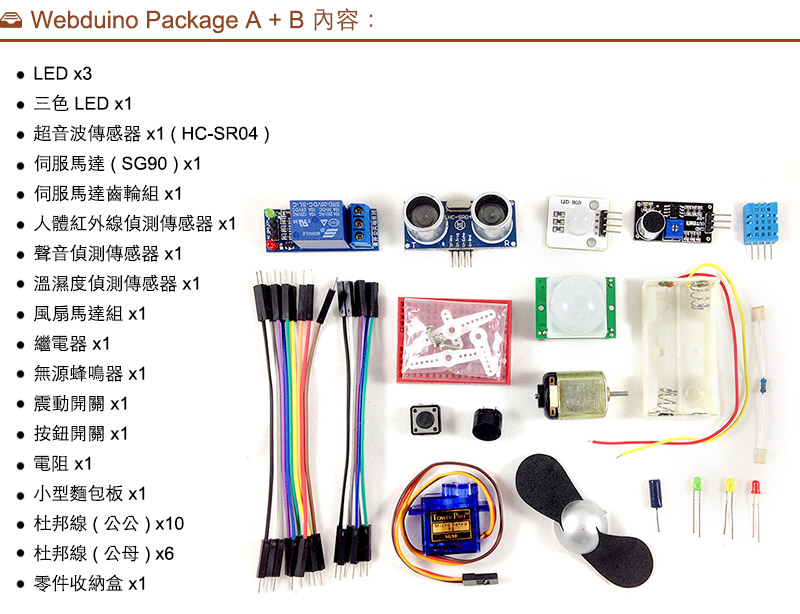 Webduino Package A + B 內容：
LED x3
三色 LED x1
超音波傳感器 x1 ( HC-SR04 )
伺服馬達 ( SG90 ) x1
伺服馬達齒輪組 x1
人體紅外線偵測傳感器 x1
聲音偵測傳感器 x1
溫濕度偵測傳感器 x1
風扇馬達組 x1
繼電器 x1
無源蜂鳴器 x1
震動開關 x1
按鈕開關 x1
電阻 x1
小型麵包板 x1
杜邦線 ( 公公 ) x10
杜邦線 ( 公母 ) x6
零件收納盒 x1
SONGLE
HC-SR04
T
R
LED RGB
Tower Pro
Micro Servo
SG90